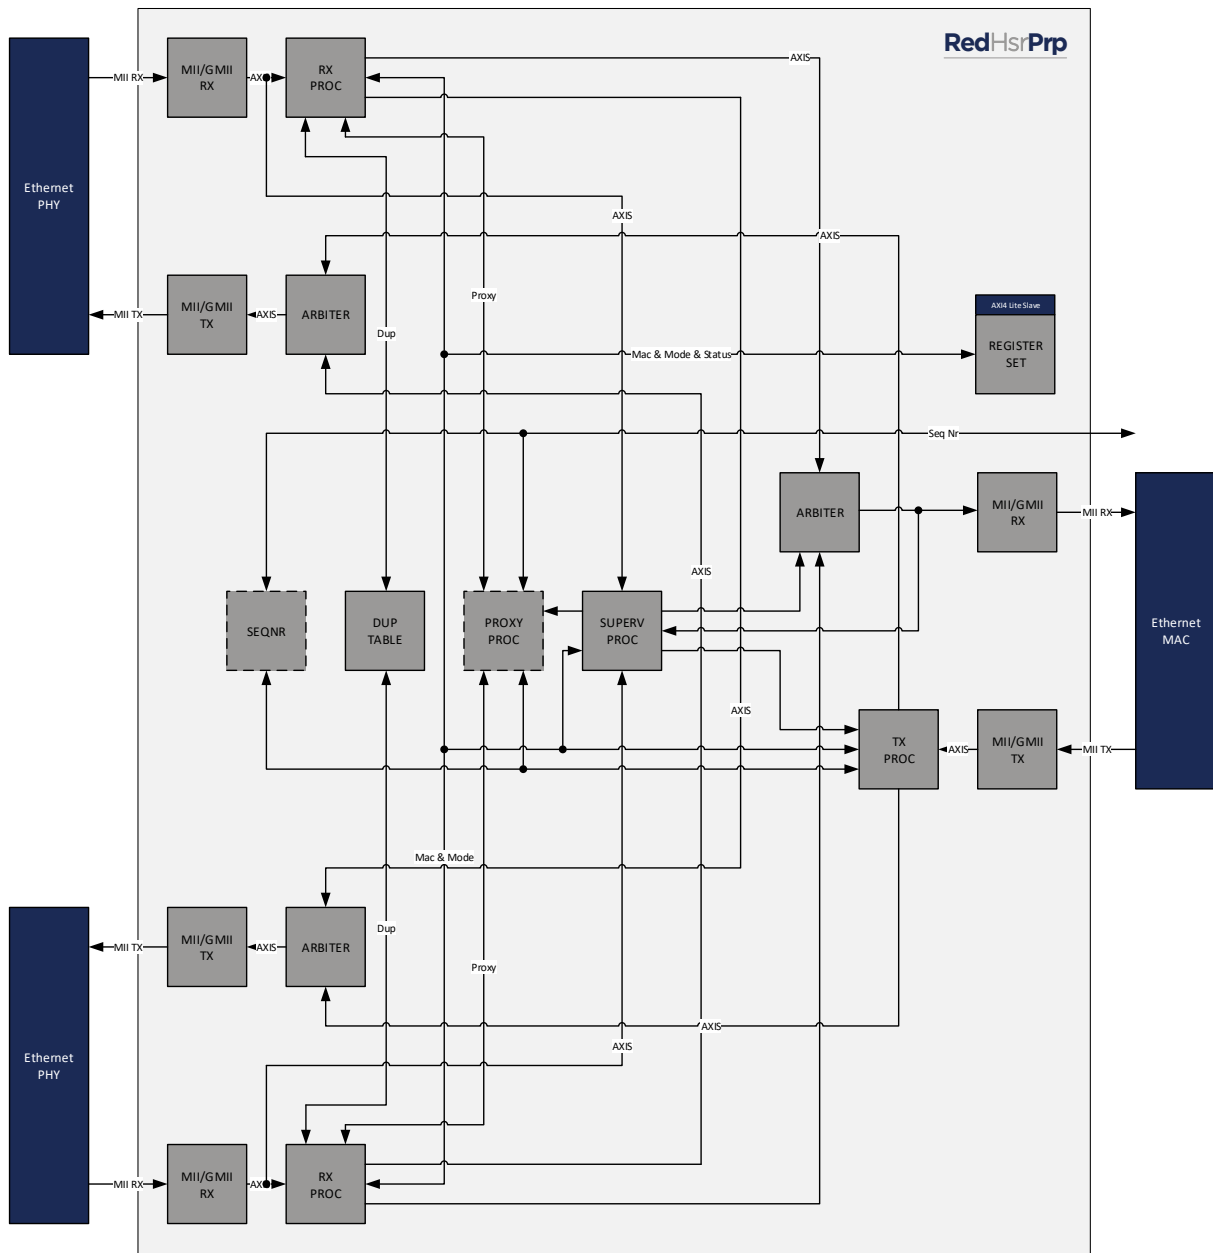 RedHsrPrp
MII RX
MII/GMII
RX
AXIS
RX
PROC
AXIS
Ethernet
PHY
AXIS
AXIS
MII TX
MII/GMII
TX
AXIS
ARBITER
Proxy
Dup
AXI4 Lite Slave
REGISTER
SET
Mac & Mode & Status
Seq Nr
ARBITER
MII/GMII
RX
MII RX
AXIS
SEQNR
DUP
TABLE
PROXY
PROC
SUPERV
PROC
Ethernet
MAC
AXIS
TX
PROC
AXIS
MII/GMII
TX
MII TX
Mac & Mode
Dup
MII TX
MII/GMII
TX
AXIS
ARBITER
Proxy
AXIS
AXIS
Ethernet
PHY
MII RX
MII/GMII
RX
AX
RX
PROC